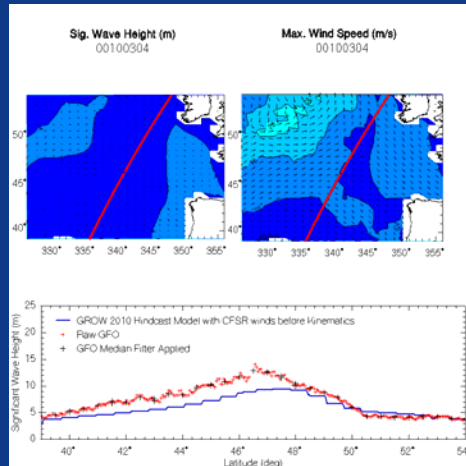 Sig. Wave Height (m)
00100304
Max. Wind Speed (m/s)
00100304
50°
45°
40°
330° 335° 340° 345° 350° 355°
50°
45°
40°
330° 335° 340° 345° 350° 355°
Significant Wave Height (m)
25
20
15
10
5
0
GROW 2010 Hindcast Model with CFSR winds before Kinematics
Raw GFO
GFO Median Filter Applied
40° 42° 44° 46° 48° 50° 52° 54°
Latitude (deg)